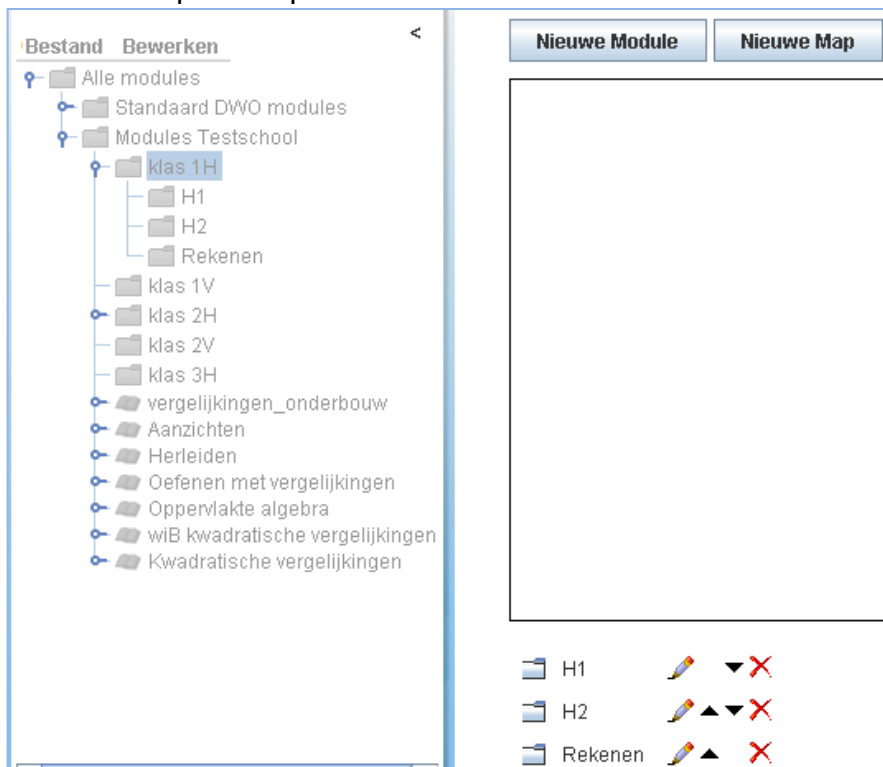 Bestand Bewerken <
Nieuwe Module Nieuwe Map
Alle modules
Standaard DWO modules
Modules Testschool
klas 1H
H1
H2
Rekenen
klas 1V
klas 2H
klas 2V
klas 3H
vergelijkingen_onderbouw
Aanzichten
Herleiden
Oefenen met vergelijkingen
Oppervlakte algebra
wiB kwadratische vergelijkingen
Kwadratische vergelijkingen
H1
H2
Rekenen